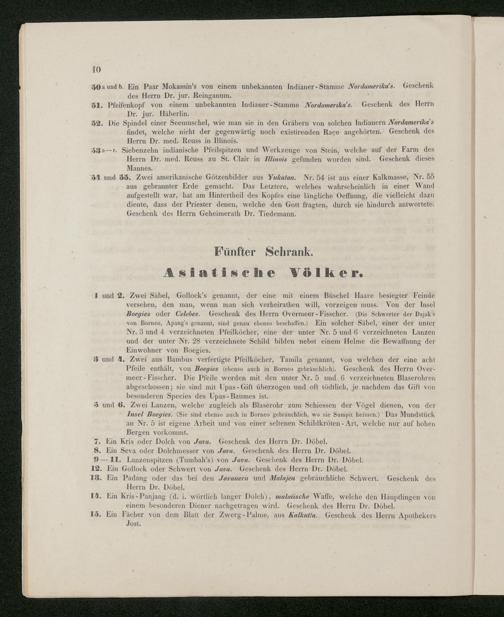 10
50 a und b. Ein Paar Mokamin's von einem unbekannten Indianer-Stamme Nordamerika's. Geschenk
des Herrn Dr. jur. Reinganum.
51. Pfeifenkopf von einem unbekannten Indianer-Stamme Nordamerika's. Geschenk des Herrn
Dr. jur. Häberlin.
52. Die Spindel einer Seemuschel, wie man sie in den Gräbern von solchen Indianern Nordamerika's
findet, welche nicht der gegenwärtig noch existirenden Raçe angehörten. Geschenk des
Herrn Dr. med. Reuss in Illinois.
53 a—r. Siebenzehn indianische Pfeilspitzen und Werkzeuge von Stein, welche auf der Farm des
Herrn Dr. med. Reuss zu St. Clair in Illinois gefunden worden sind. Geschenk dieses
Mannes.
54 und 55. Zwei amerikanische Götzenbilder aus Yukatan. Nr. 54 ist aus einer Kalkmasse, Nr. 55
aus gebrannter Erde gemacht. Das Letztere, welches wahrscheinlich in einer Wand
aufgestellt war, hat am Hintertheil des Kopfes eine längliche Oeffnung, die vielleicht dazu
diente, dass der Priester denen, welche den Gott fragten, durch sie hindurch antwortete.
Geschenk des Herrn Geheimerath Dr. Tiedemann.
Fünfter Schrank.
Asiatische Völker.
1 und 2. Zwei Säbel, Gollock's genannt, der eine mit einem Büschel Haare besiegter Feinde
versehen, den man, wenn man sich verheirathen will, vorzeigen muss. Von der Insel
Boegies oder Celebes. Geschenk des Herrn Overmeer-Fisscher. (Die Schwerter der Dajak's
von Borneo, Apang's genannt, sind genau ebenso beschaffen.) Ein solcher Säbel, einer der unter
Nr. 3 und 4 verzeichneten Pfeilköcher, eine der unter Nr. 5 und 6 verzeichneten Lanzen
und der unter Nr. 28 verzeichnete Schild bilden nebst einem Helme die Bewaffnung der
Einwohner von Boegies.
3 und 4. Zwei aus Bambus verfertigte Pfeilköcher, Tamila genannt, von welchen der eine acht
Pfeile enthält, von Boegies (ebenso auch in Borneo gebräuchlich). Geschenk des Herrn Over-
meer-Fisscher. Die Pfeile werden mit den unter Nr. 5 und 6 verzeichneten Blaserohren
abgeschossen; sie sind mit Upas-Gift überzogen und oft tödtlich, je nachdem das Gift von
besonderen Species des Upas-Baumes ist.
5 und 6. Zwei Lanzen, welche zugleich als Blaserohr zum Schiessen der Vögel dienen, von der
Insel Boegies. (Sie sind ebenso auch in Borneo gebräuchlich, wo sie Sumpit heissen.) Das Mundstück
an Nr. 5 ist eigene Arbeit und von einer seltenen Schildkröten-Art, welche nur auf hohen
Bergen vorkommt.
7. Ein Kris oder Dolch von Java. Geschenk des Herrn Dr. Döbel.
8. Ein Seva oder Dolchmesser von Java. Geschenk des Herrn Dr. Döbel.
9—11. Lanzenspitzen (Tumbah's) von Java. Geschenk des Herrn Dr. Döbel.
12. Ein Gollock oder Schwert von Java. Geschenk des Herrn Dr. Döbel.
13. Ein Padang oder das bei den Javanern und Malajen gebräuchliche Schwert. Geschenk des
Herrn Dr. Döbel.
14. Ein Kris-Panjang (d. i. wörtlich langer Dolch), malaiische Waffe, welche den Häuptlingen von
einem besonderen Diener nachgetragen wird. Geschenk des Herrn Dr. Döbel.
15. Ein Fächer von dem Blatt der Zwerg-Palme, aus Kalkutta. Geschenk des Herrn Apothekers
Jost.